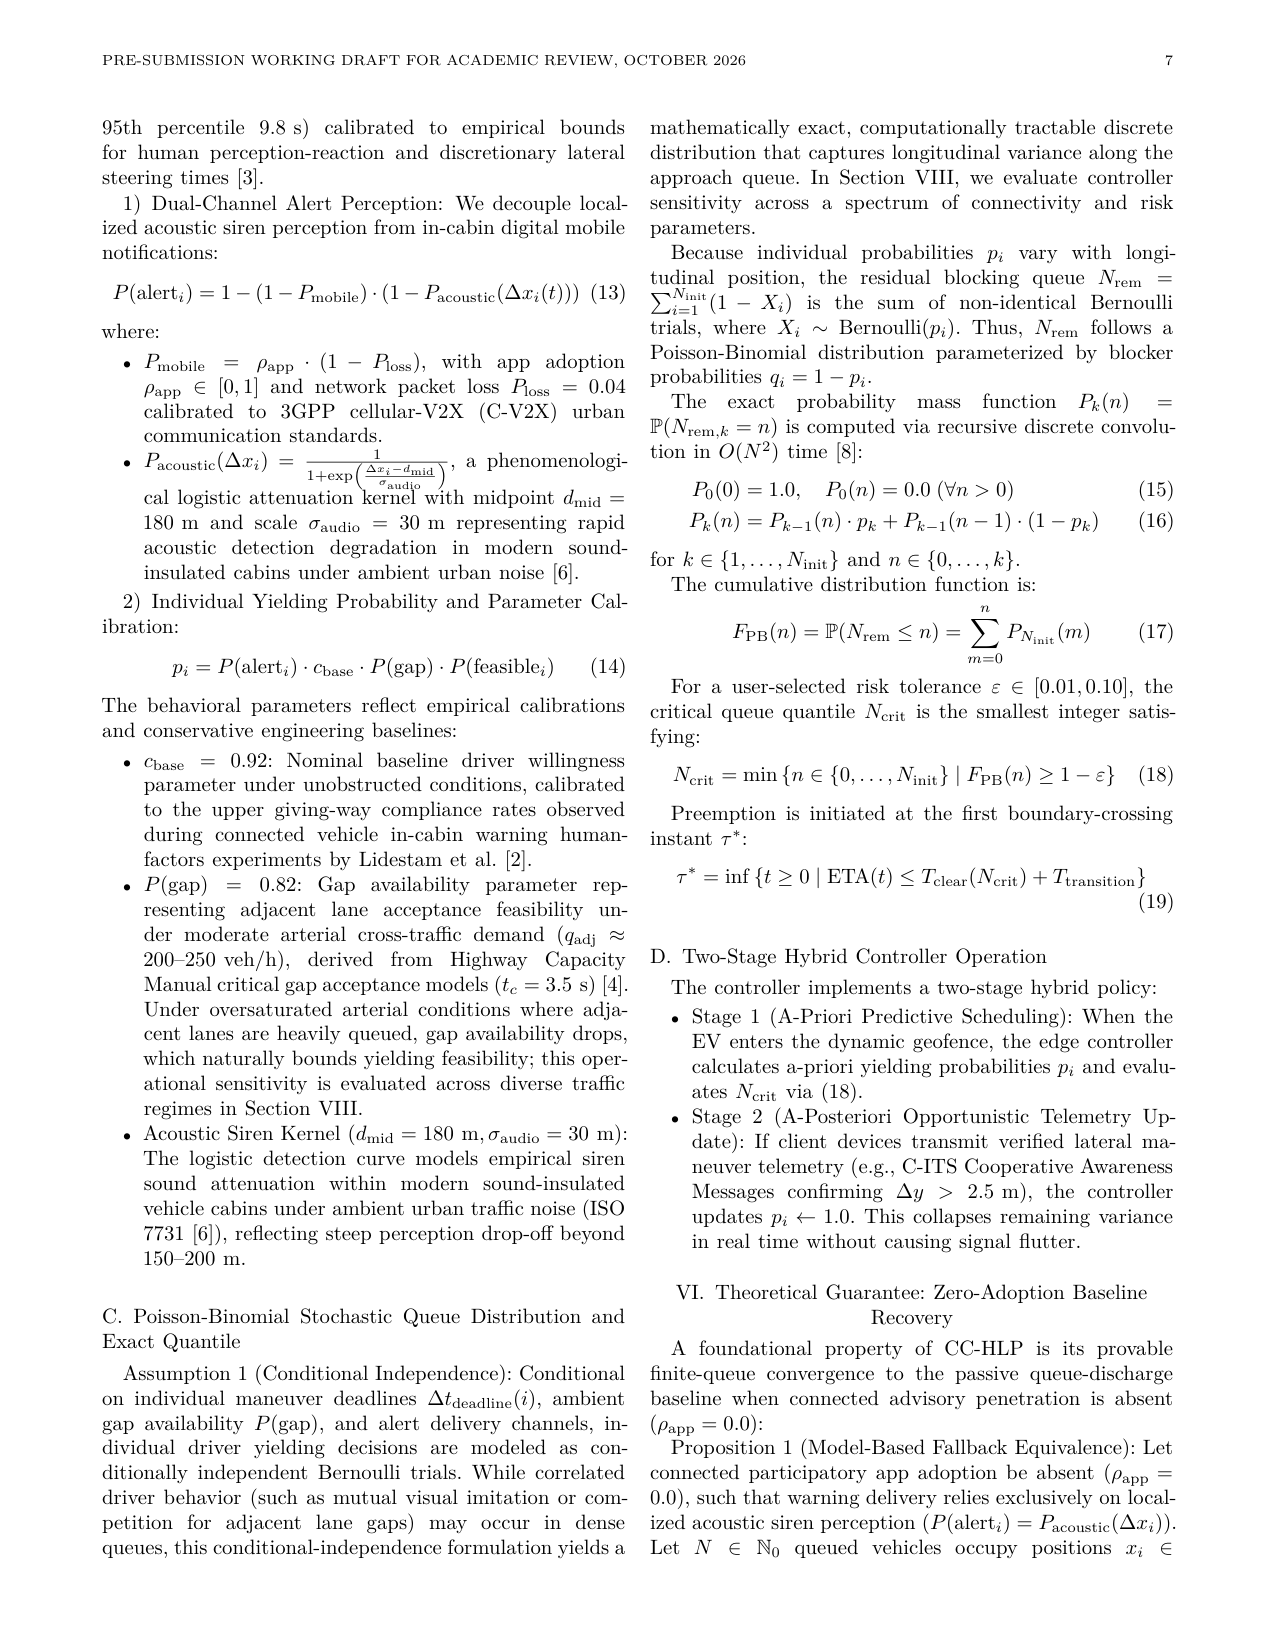 PRE-SUBMISSION WORKING DRAFT FOR ACADEMIC REVIEW, OCTOBER 2026 7
95th percentile 9.8 s) calibrated to empirical bounds
for human perception-reaction and discretionary lateral
steering times [3].
1) Dual-Channel Alert Perception: We decouple local-
ized acoustic siren perception from in-cabin digital mobile
notifications:
P(alert_i) = 1 − (1 − P_mobile) · (1 − P_acoustic(Δx_i(t))) (13)
where:
• P_mobile = ρ_app · (1 − P_loss), with app adoption
ρ_app ∈ [0, 1] and network packet loss P_loss = 0.04
calibrated to 3GPP cellular-V2X (C-V2X) urban
communication standards.
• P_acoustic(Δx_i) = 1/(1+exp((Δx_i−d_mid)/σ_audio)), a phenomenologi-
cal logistic attenuation kernel with midpoint d_mid =
180 m and scale σ_audio = 30 m representing rapid
acoustic detection degradation in modern sound-
insulated cabins under ambient urban noise [6].
2) Individual Yielding Probability and Parameter Cal-
ibration:
p_i = P(alert_i) · c_base · P(gap) · P(feasible_i) (14)
The behavioral parameters reflect empirical calibrations
and conservative engineering baselines:
• c_base = 0.92: Nominal baseline driver willingness
parameter under unobstructed conditions, calibrated
to the upper giving-way compliance rates observed
during connected vehicle in-cabin warning human-
factors experiments by Lidestam et al. [2].
• P(gap) = 0.82: Gap availability parameter rep-
resenting adjacent lane acceptance feasibility un-
der moderate arterial cross-traffic demand (q_adj ≈
200–250 veh/h), derived from Highway Capacity
Manual critical gap acceptance models (t_c = 3.5 s) [4].
Under oversaturated arterial conditions where adja-
cent lanes are heavily queued, gap availability drops,
which naturally bounds yielding feasibility; this oper-
ational sensitivity is evaluated across diverse traffic
regimes in Section VIII.
• Acoustic Siren Kernel (d_mid = 180 m, σ_audio = 30 m):
The logistic detection curve models empirical siren
sound attenuation within modern sound-insulated
vehicle cabins under ambient urban traffic noise (ISO
7731 [6]), reflecting steep perception drop-off beyond
150–200 m.
C. Poisson-Binomial Stochastic Queue Distribution and
Exact Quantile
Assumption 1 (Conditional Independence): Conditional
on individual maneuver deadlines Δt_deadline(i), ambient
gap availability P(gap), and alert delivery channels, in-
dividual driver yielding decisions are modeled as con-
ditionally independent Bernoulli trials. While correlated
driver behavior (such as mutual visual imitation or com-
petition for adjacent lane gaps) may occur in dense
queues, this conditional-independence formulation yields a
mathematically exact, computationally tractable discrete
distribution that captures longitudinal variance along the
approach queue. In Section VIII, we evaluate controller
sensitivity across a spectrum of connectivity and risk
parameters.
Because individual probabilities p_i vary with longi-
tudinal position, the residual blocking queue N_rem =
∑_{i=1}^{N_init}(1 − X_i) is the sum of non-identical Bernoulli
trials, where X_i ∼ Bernoulli(p_i). Thus, N_rem follows a
Poisson-Binomial distribution parameterized by blocker
probabilities q_i = 1 − p_i.
The exact probability mass function P_k(n) =
ℙ(N_rem,k = n) is computed via recursive discrete convolu-
tion in O(N²) time [8]:
P_0(0) = 1.0, P_0(n) = 0.0 (∀n > 0) (15)
P_k(n) = P_{k−1}(n) · p_k + P_{k−1}(n − 1) · (1 − p_k) (16)
for k ∈ {1, . . . , N_init} and n ∈ {0, . . . , k}.
The cumulative distribution function is:
F_PB(n) = ℙ(N_rem ≤ n) = ∑_{m=0}^{n} P_{N_init}(m) (17)
For a user-selected risk tolerance ε ∈ [0.01, 0.10], the
critical queue quantile N_crit is the smallest integer satis-
fying:
N_crit = min {n ∈ {0, . . . , N_init} | F_PB(n) ≥ 1 − ε} (18)
Preemption is initiated at the first boundary-crossing
instant τ*:
τ* = inf {t ≥ 0 | ETA(t) ≤ T_clear(N_crit) + T_transition}
(19)
D. Two-Stage Hybrid Controller Operation
The controller implements a two-stage hybrid policy:
• Stage 1 (A-Priori Predictive Scheduling): When the
EV enters the dynamic geofence, the edge controller
calculates a-priori yielding probabilities p_i and evalu-
ates N_crit via (18).
• Stage 2 (A-Posteriori Opportunistic Telemetry Up-
date): If client devices transmit verified lateral ma-
neuver telemetry (e.g., C-ITS Cooperative Awareness
Messages confirming Δy > 2.5 m), the controller
updates p_i ← 1.0. This collapses remaining variance
in real time without causing signal flutter.
VI. Theoretical Guarantee: Zero-Adoption Baseline
Recovery
A foundational property of CC-HLP is its provable
finite-queue convergence to the passive queue-discharge
baseline when connected advisory penetration is absent
(ρ_app = 0.0):
Proposition 1 (Model-Based Fallback Equivalence): Let
connected participatory app adoption be absent (ρ_app =
0.0), such that warning delivery relies exclusively on local-
ized acoustic siren perception (P(alert_i) = P_acoustic(Δx_i)).
Let N ∈ ℕ_0 queued vehicles occupy positions x_i ∈